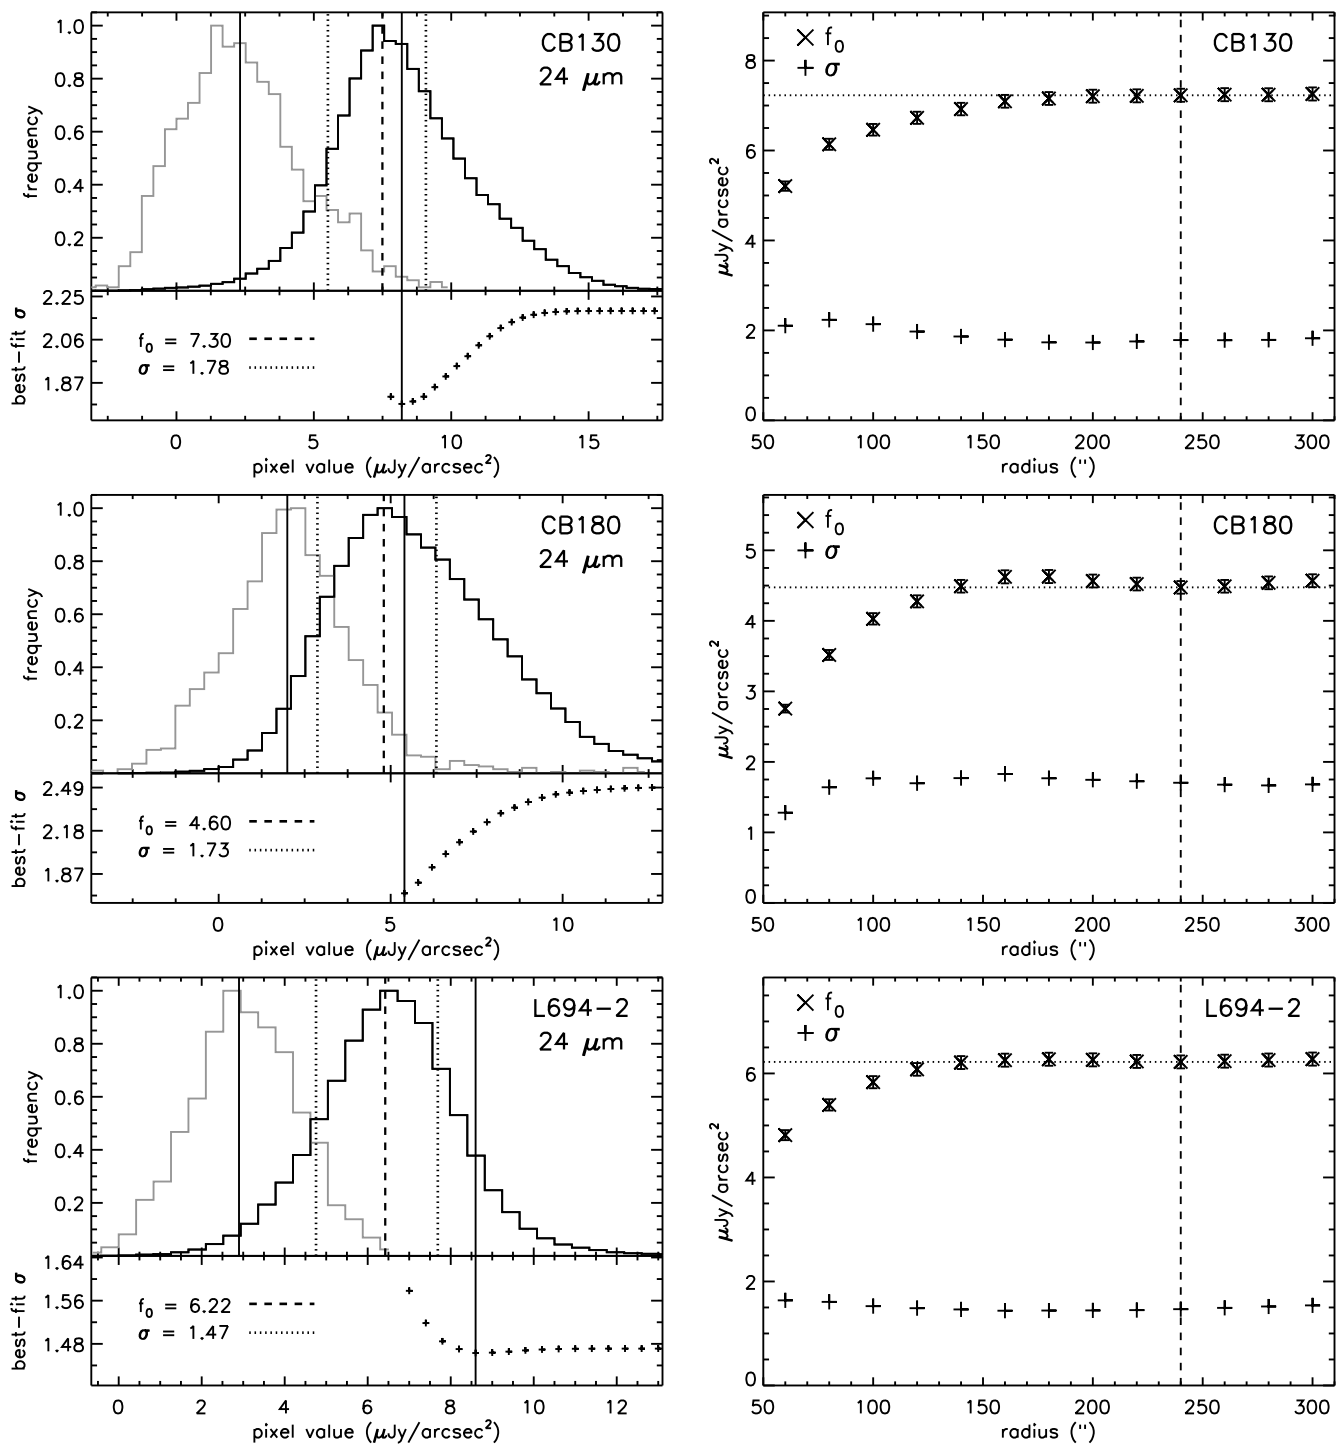 1.0
0.8
0.6
0.4
0.2
frequency
CB130
24 μm
2.25
2.06
1.87
best−fit σ
f0 = 7.30
σ = 1.78
0 5 10 15
pixel value (μJy/arcsec²)
8
6
4
2
0
μJy/arcsec²
f0
σ
CB130
50 100 150 200 250 300
radius (")
1.0
0.8
0.6
0.4
0.2
frequency
CB180
24 μm
2.49
2.18
1.87
best−fit σ
f0 = 4.60
σ = 1.73
0 5 10
pixel value (μJy/arcsec²)
5
4
3
2
1
0
μJy/arcsec²
f0
σ
CB180
50 100 150 200 250 300
radius (")
1.0
0.8
0.6
0.4
0.2
frequency
L694−2
24 μm
1.64
1.56
1.48
best−fit σ
f0 = 6.22
σ = 1.47
0 2 4 6 8 10 12
pixel value (μJy/arcsec²)
6
4
2
0
μJy/arcsec²
f0
σ
L694−2
50 100 150 200 250 300
radius (")